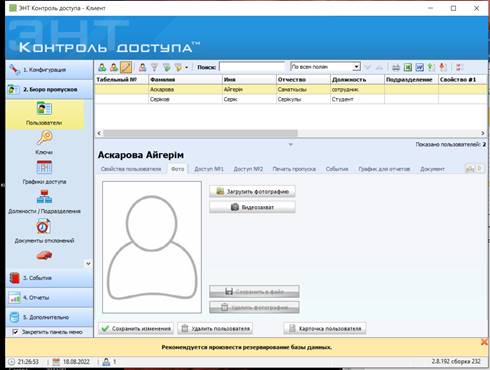 ЭНТ Контроль доступа - Клиент
ЭНТ
Контроль доступа™
1. Конфигурация
2. Бюро пропусков
Пользователи
Ключи
Графики доступа
Должности / Подразделения
Документы отклонений
3. События
4. Отчеты
5. Дополнительно
Закрепить панель меню
Поиск: По всем полям
Табельный № Фамилия Имя Отчество Должность Подразделение Свойство #1
Аскарова Айгерім Саматкызы сотрудник
Серіков Серік Серікұлы Студент
Показано пользователей: 2
Аскарова Айгерім
Свойства пользователя Фото Доступ №1 Доступ №2 Печать пропуска События График для отчетов Документ
Загрузить фотографию
Видеозахват
Сохранить в файл
Удалить фотографию
Сохранить изменения Удалить пользователя Карточка пользователя
Рекомендуется произвести резервирование базы данных.
21:26:53 18.08.2022 1 2.8.192 сборка 232